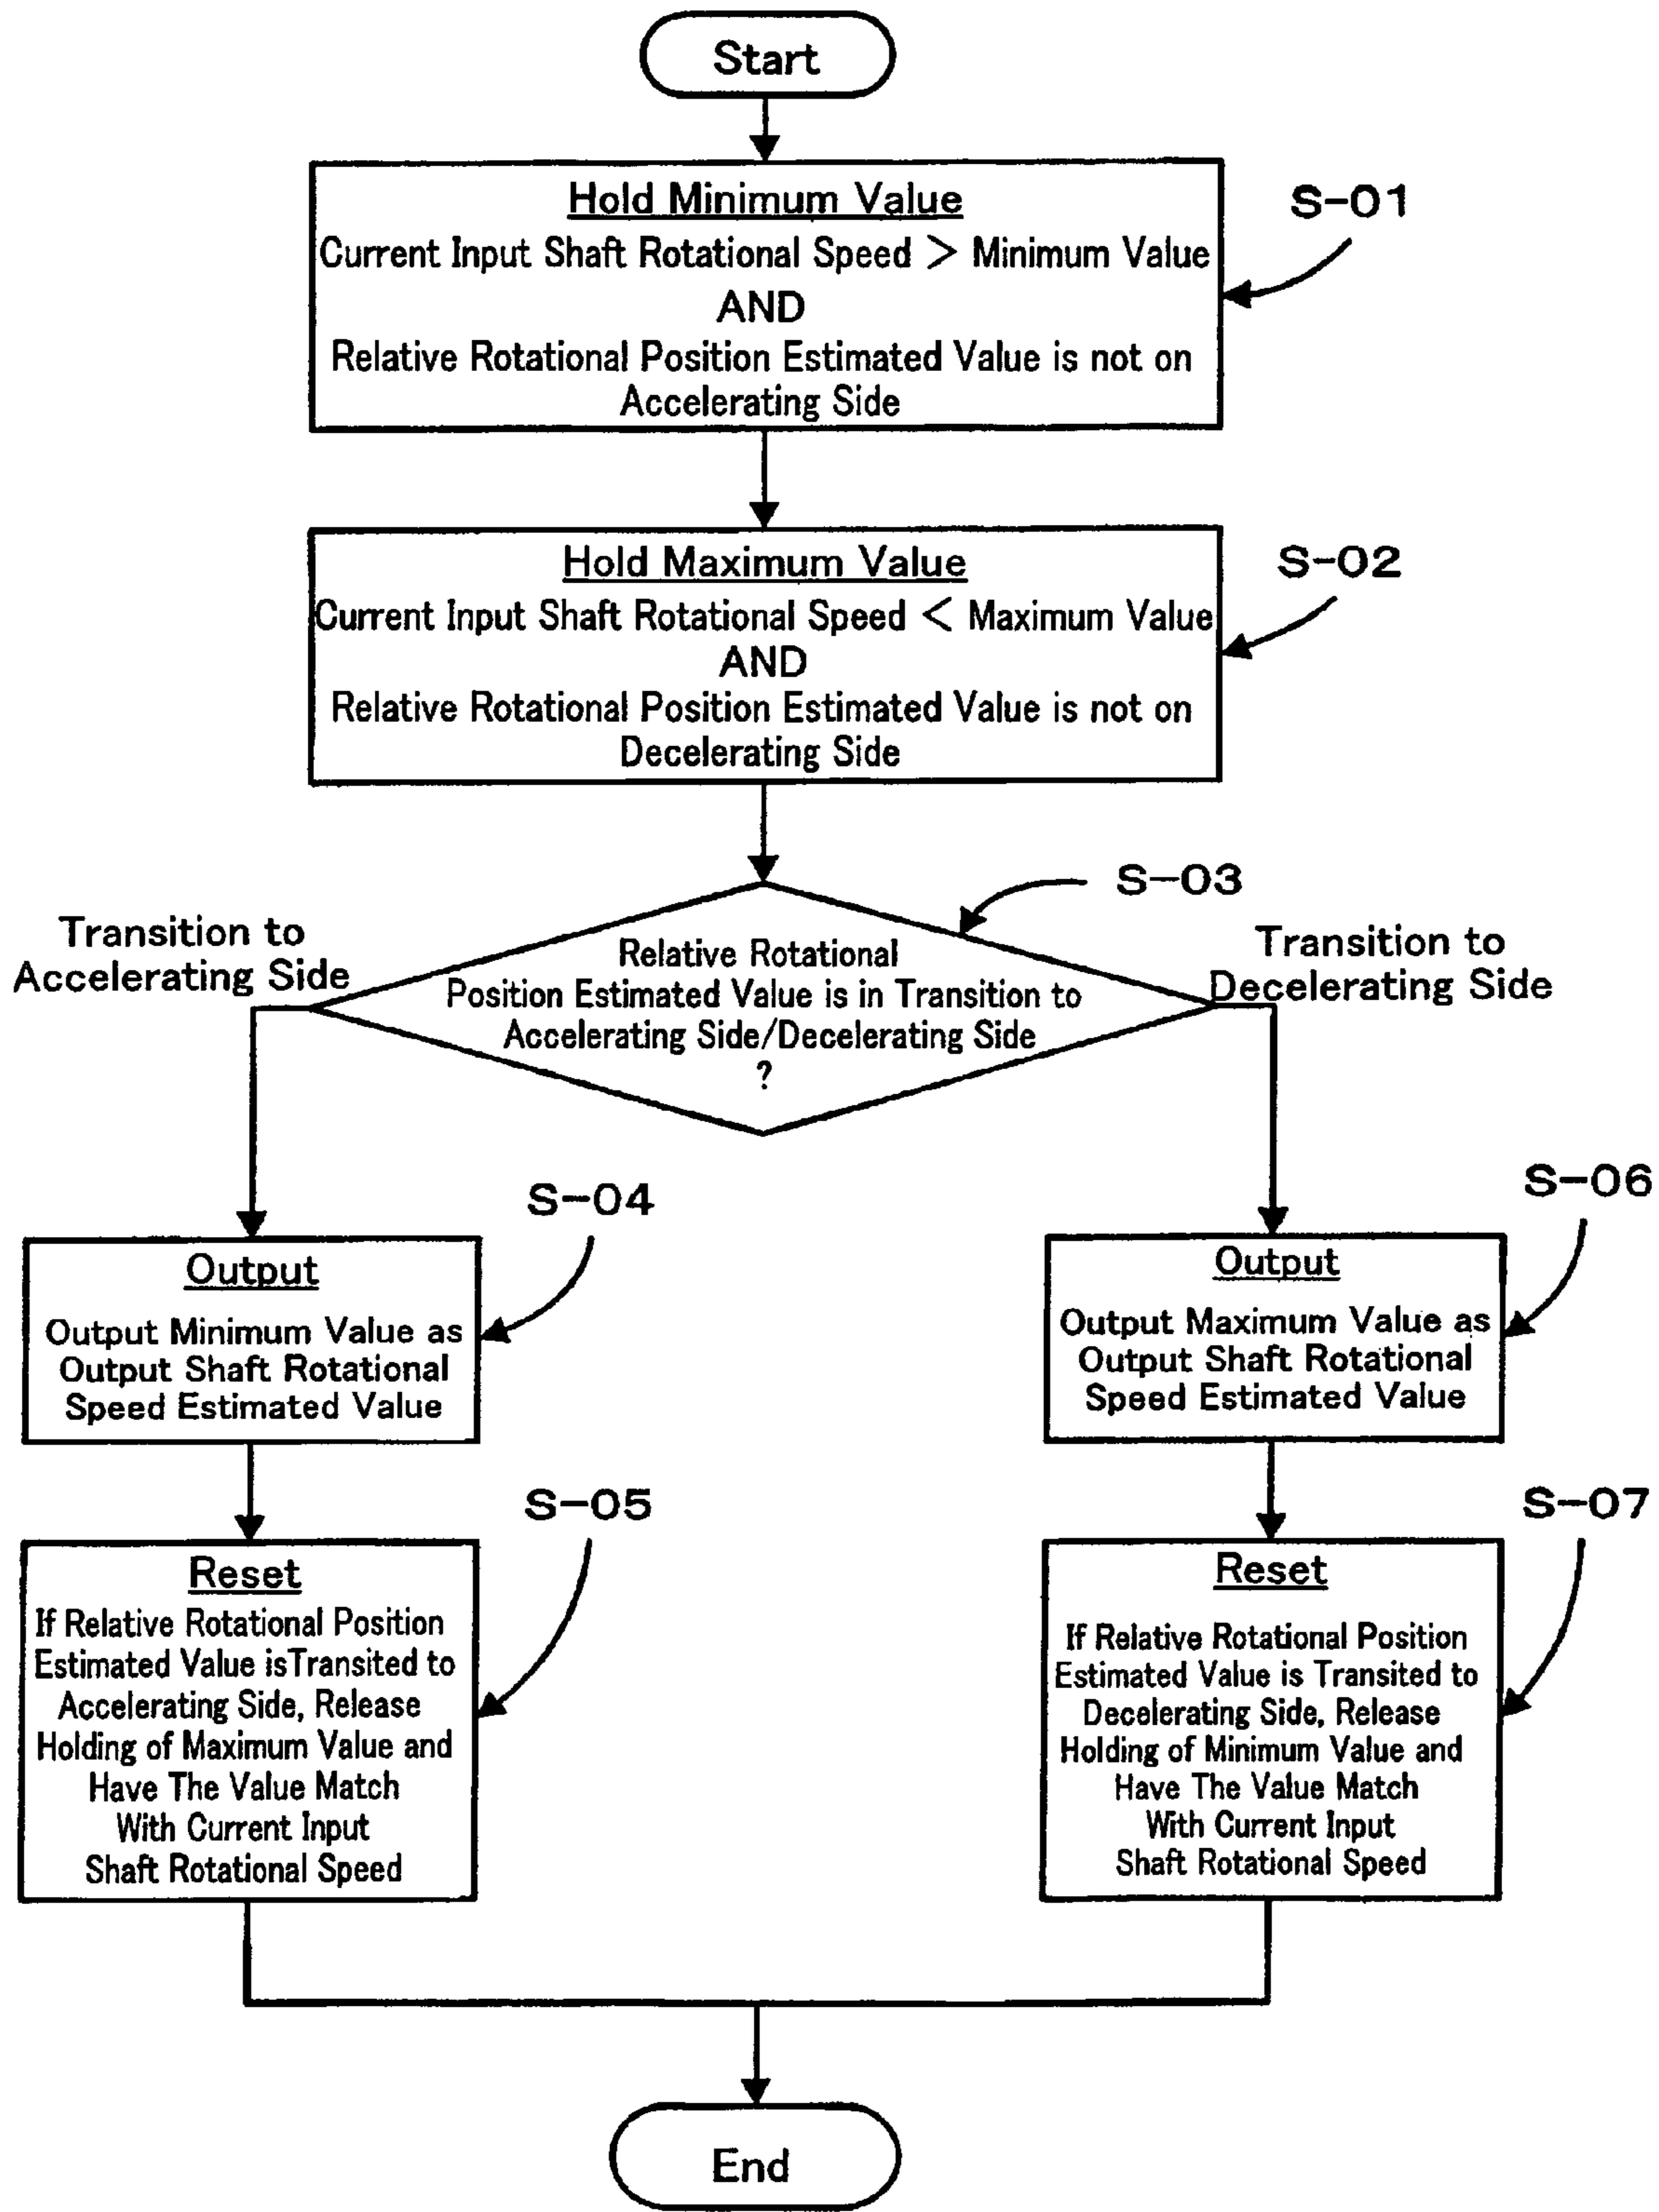 Start
Hold Minimum Value
Current Input Shaft Rotational Speed > Minimum Value
AND
Relative Rotational Position Estimated Value is not on
Accelerating Side
S-01
Hold Maximum Value
Current Input Shaft Rotational Speed < Maximum Value
AND
Relative Rotational Position Estimated Value is not on
Decelerating Side
S-02
S-03
Relative Rotational
Position Estimated Value is in Transition to
Accelerating Side/Decelerating Side
?
Transition to
Accelerating Side
Transition to
Decelerating Side
S-04
Output
Output Minimum Value as
Output Shaft Rotational
Speed Estimated Value
S-06
Output
Output Maximum Value as
Output Shaft Rotational
Speed Estimated Value
S-05
Reset
If Relative Rotational Position
Estimated Value isTransited to
Accelerating Side, Release
Holding of Maximum Value and
Have The Value Match
With Current Input
Shaft Rotational Speed
S-07
Reset
If Relative Rotational Position
Estimated Value is Transited to
Decelerating Side, Release
Holding of Minimum Value and
Have The Value Match
With Current Input
Shaft Rotational Speed
End